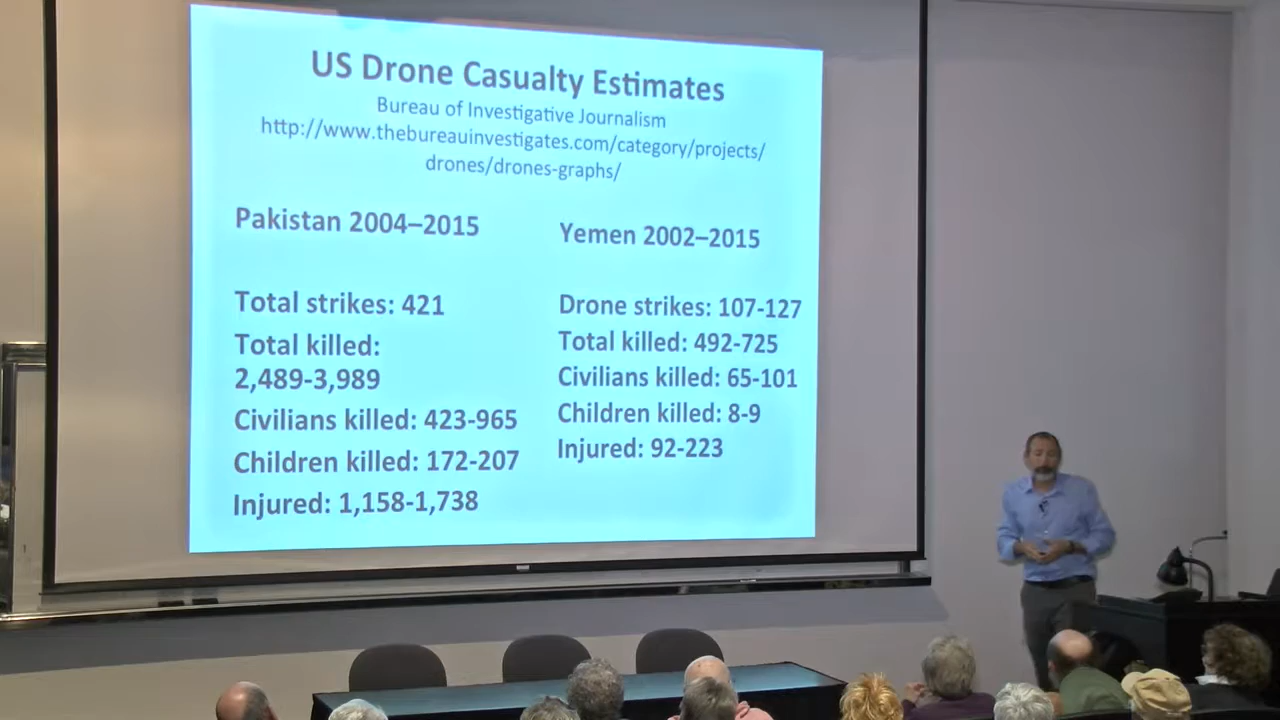 US Drone Casualty Estimates
Bureau of Investigative Journalism
http://www.thebureauinvestigates.com/category/projects/
drones/drones-graphs/
Pakistan 2004–2015
Total strikes: 421
Total killed:
2,489-3,989
Civilians killed: 423-965
Children killed: 172-207
Injured: 1,158-1,738
Yemen 2002–2015
Drone strikes: 107-127
Total killed: 492-725
Civilians killed: 65-101
Children killed: 8-9
Injured: 92-223